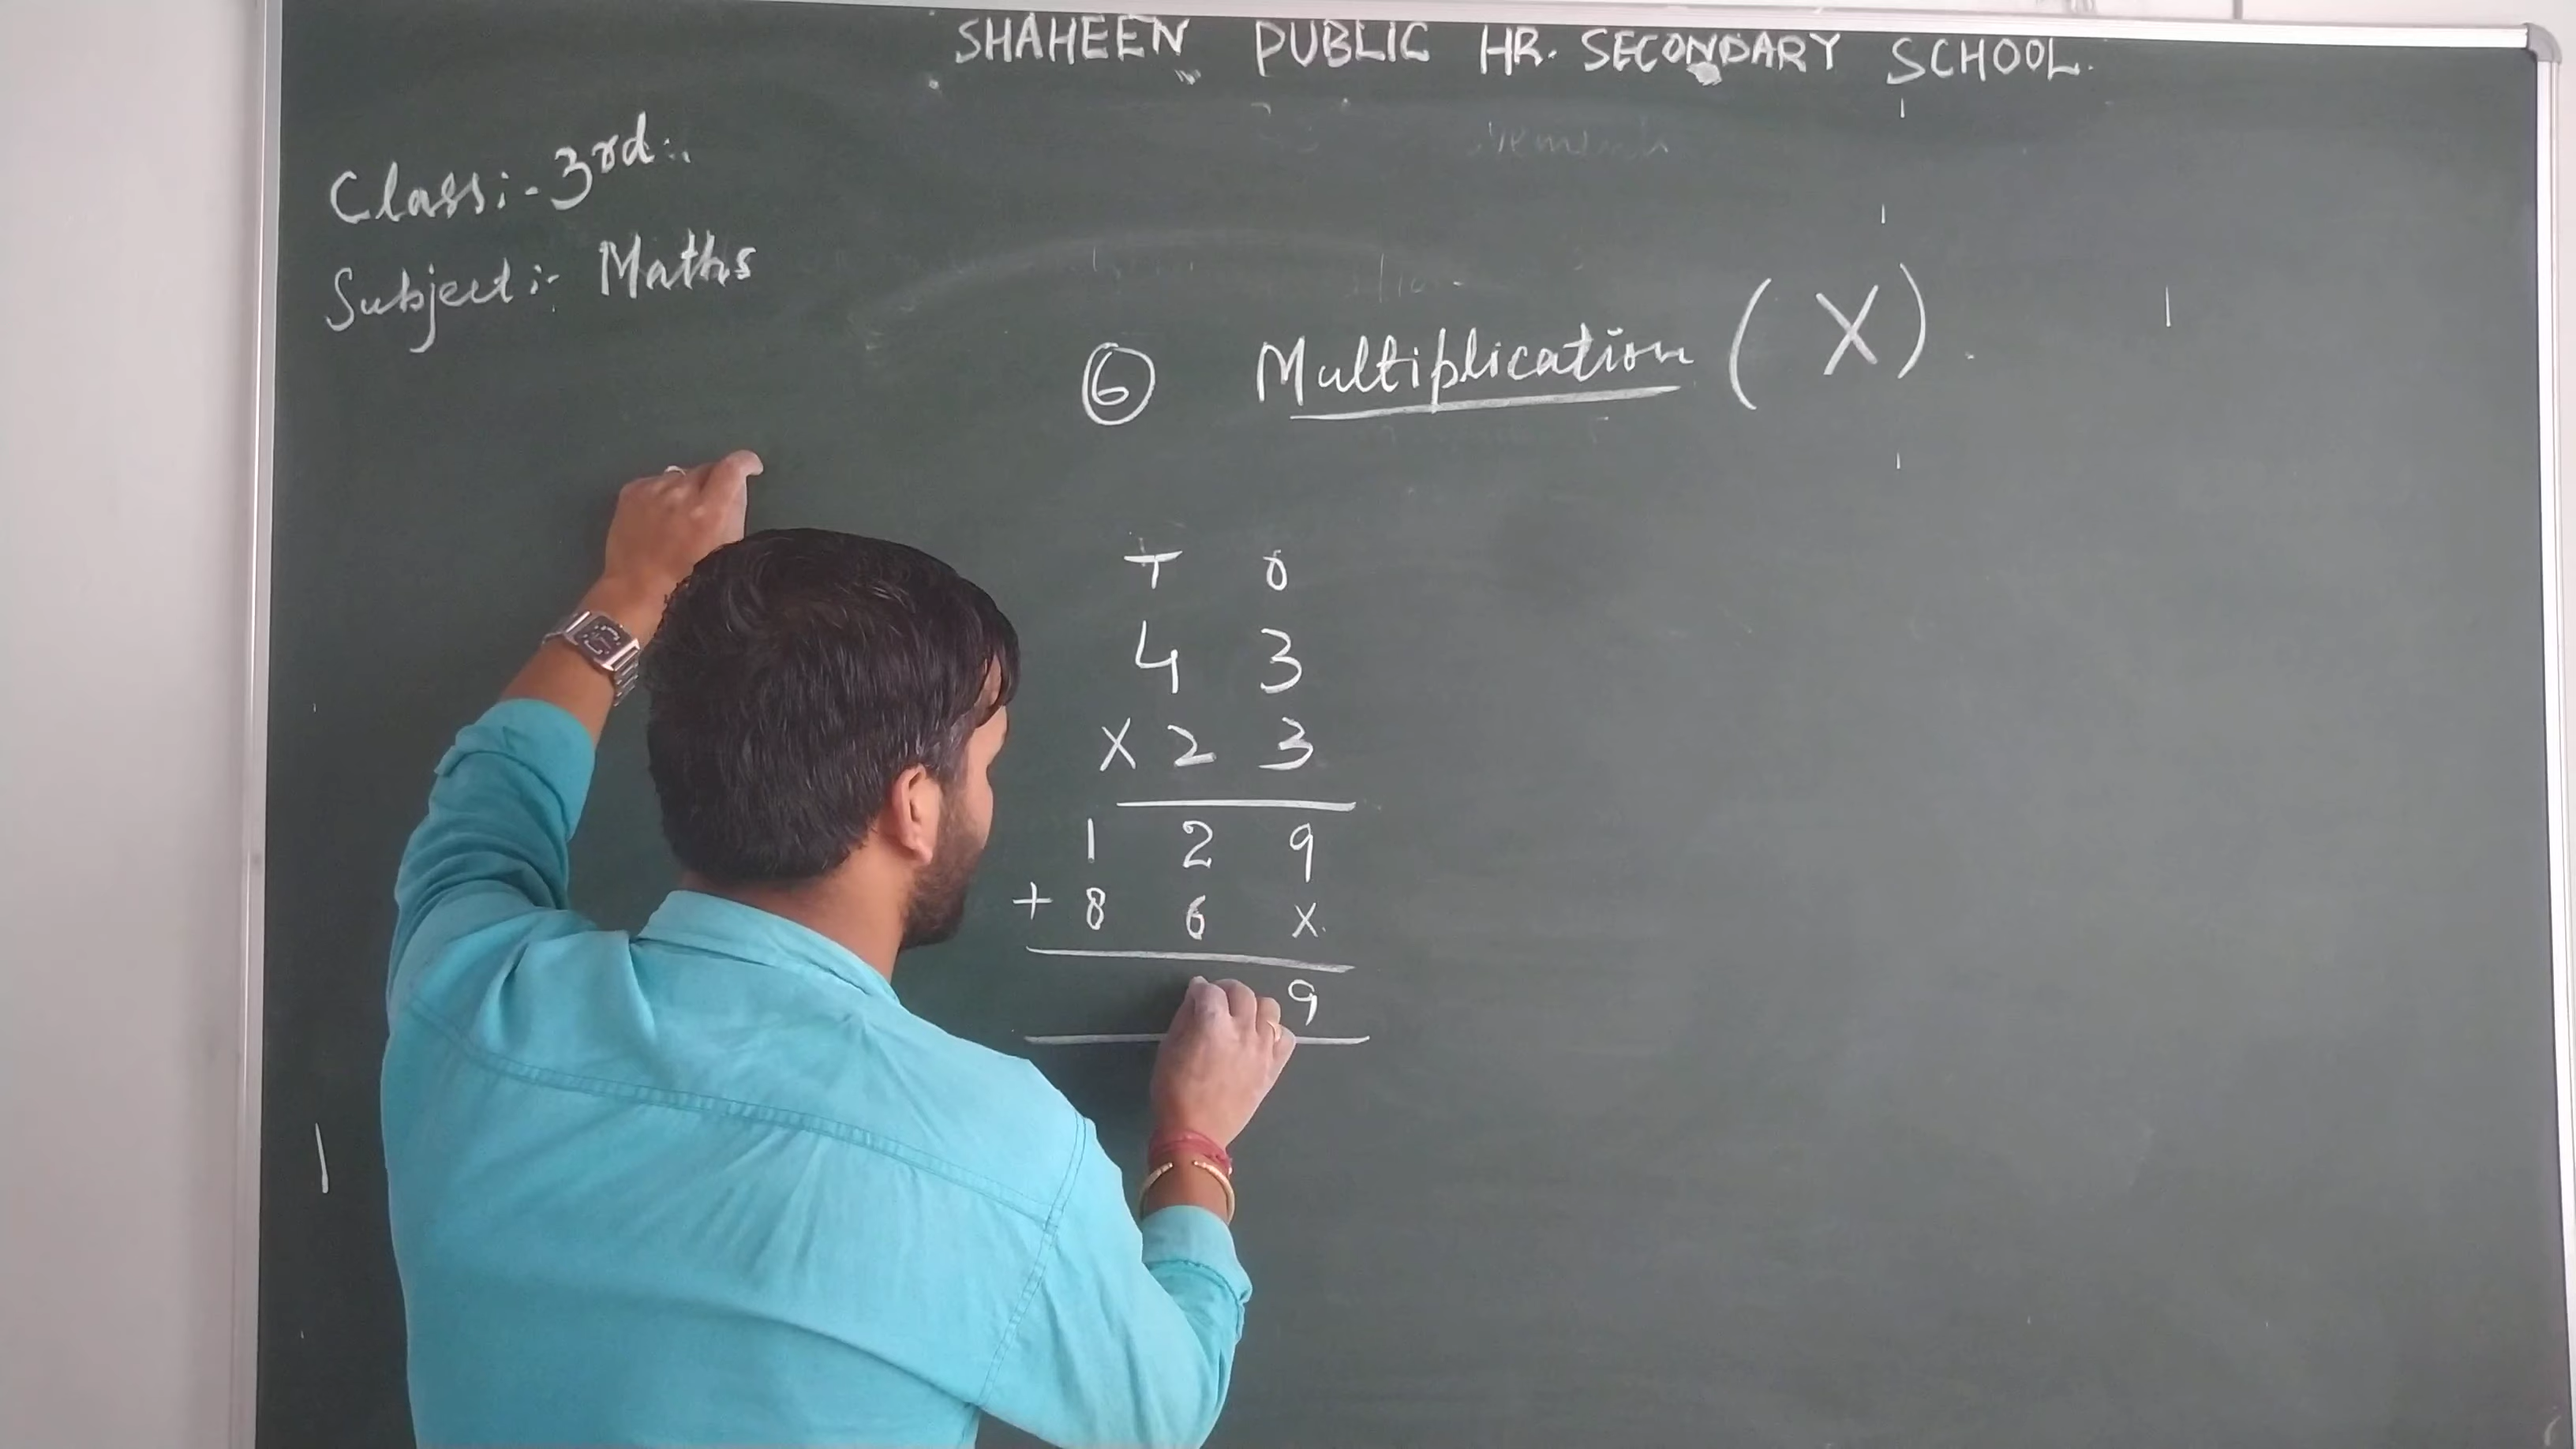 SHAHEEN PUBLIC HR. SECONDARY SCHOOL.
Class:- 3rd.
Subject:- Maths
6 Multiplication ( X ).
T O
4 3
X 2 3
1 2 9
+ 8 6 X
9